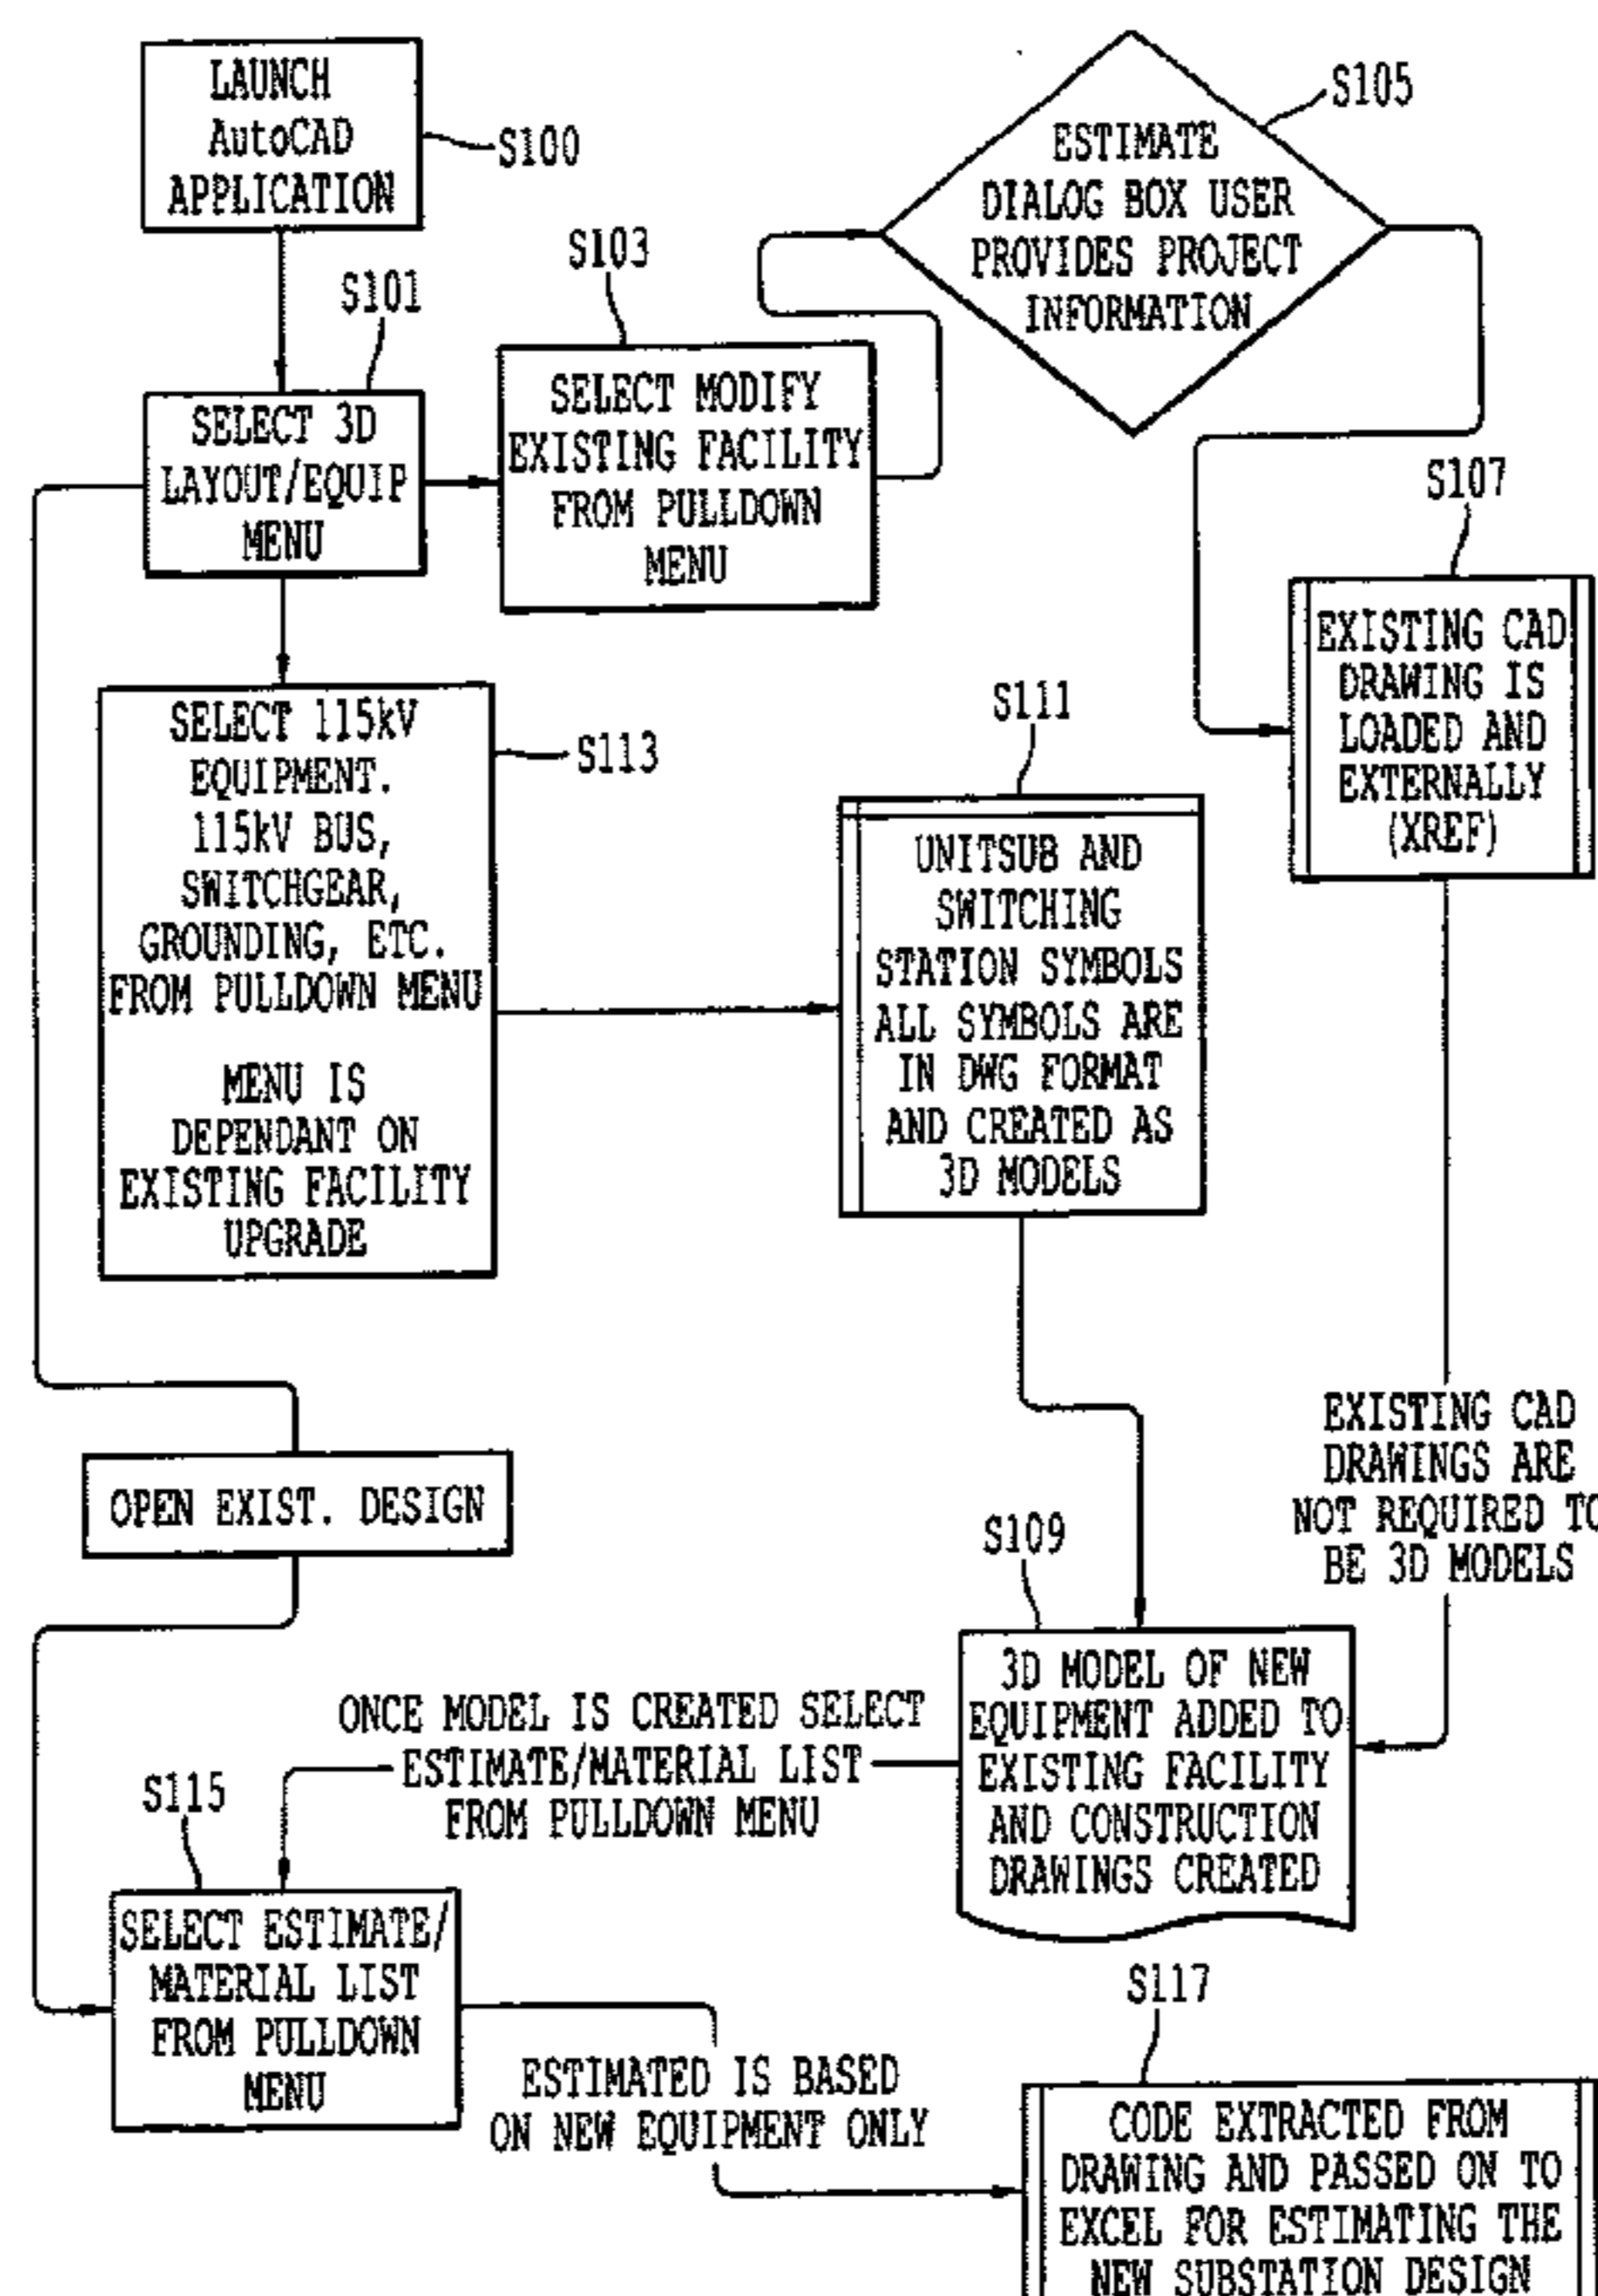 LAUNCH
AutoCAD
APPLICATION
S100
S101
SELECT 3D
LAYOUT/EQUIP
MENU
S103
SELECT MODIFY
EXISTING FACILITY
FROM PULLDOWN
MENU
S105
ESTIMATE
DIALOG BOX USER
PROVIDES PROJECT
INFORMATION
S107
EXISTING CAD
DRAWING IS
LOADED AND
EXTERNALLY
(XREF)
SELECT 115kV
EQUIPMENT.
115kV BUS,
SWITCHGEAR,
GROUNDING, ETC.
FROM PULLDOWN MENU
MENU IS
DEPENDANT ON
EXISTING FACILITY
UPGRADE
S113
S111
UNITSUB AND
SWITCHING
STATION SYMBOLS
ALL SYMBOLS ARE
IN DWG FORMAT
AND CREATED AS
3D MODELS
EXISTING CAD
DRAWINGS ARE
NOT REQUIRED TO
BE 3D MODELS
OPEN EXIST. DESIGN
S109
3D MODEL OF NEW
EQUIPMENT ADDED TO
EXISTING FACILITY
AND CONSTRUCTION
DRAWINGS CREATED
ONCE MODEL IS CREATED SELECT
ESTIMATE/MATERIAL LIST
FROM PULLDOWN MENU
S115
SELECT ESTIMATE/
MATERIAL LIST
FROM PULLDOWN
MENU
ESTIMATED IS BASED
ON NEW EQUIPMENT ONLY
S117
CODE EXTRACTED FROM
DRAWING AND PASSED ON TO
EXCEL FOR ESTIMATING THE
NEW SUBSTATION DESIGN